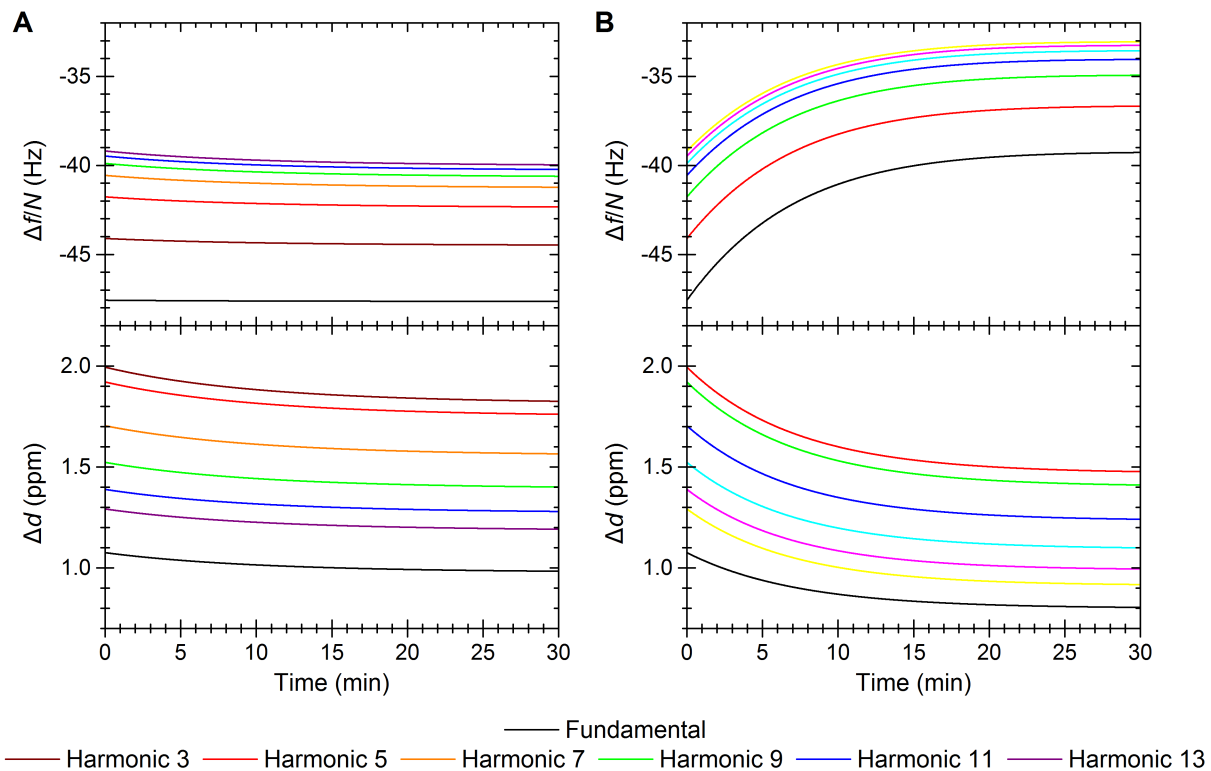 A
B
-35
-40
-45
Δf/N (Hz)
-35
-40
-45
Δf/N (Hz)
2.0
1.5
1.0
Δd (ppm)
0 5 10 15 20 25 30
Time (min)
2.0
1.5
1.0
Δd (ppm)
0 5 10 15 20 25 30
Time (min)
Fundamental
Harmonic 3 Harmonic 5 Harmonic 7 Harmonic 9 Harmonic 11 Harmonic 13